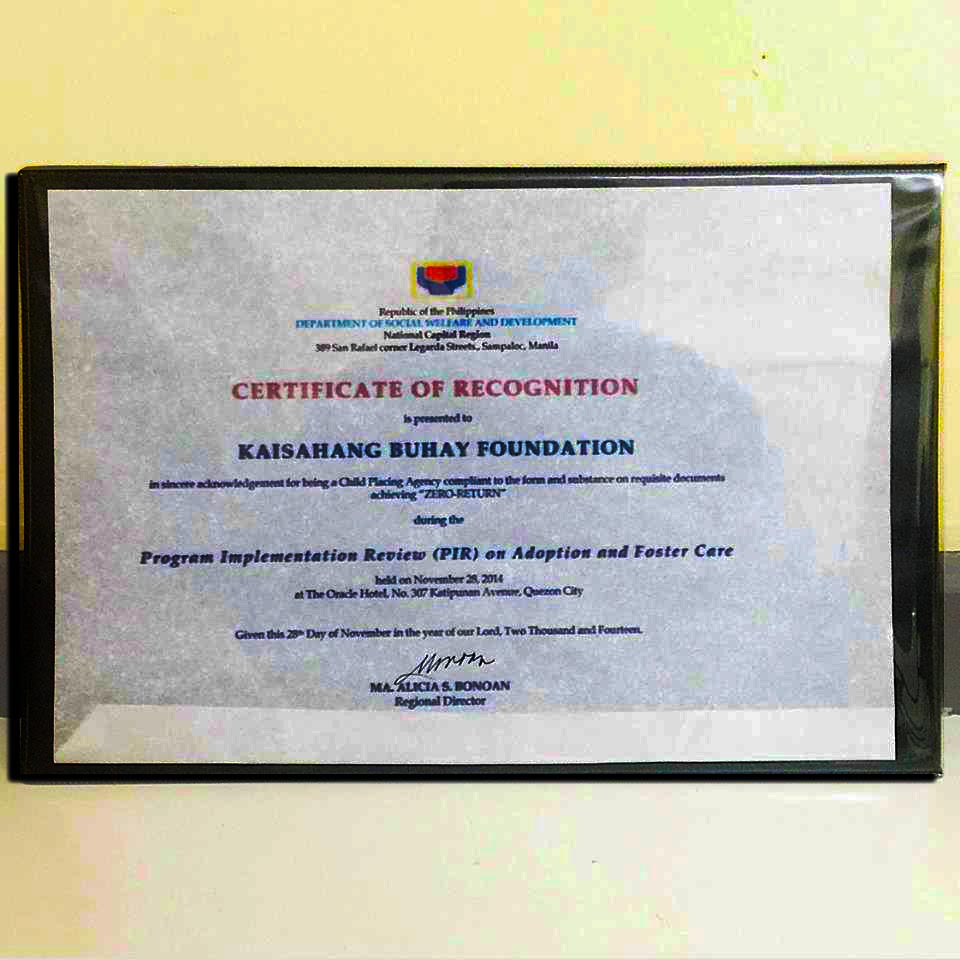 Republic of the Philippines
DEPARTMENT OF SOCIAL WELFARE AND DEVELOPMENT
National Capital Region
389 San Rafael corner Legarda Streets., Sampaloc, Manila
CERTIFICATE OF RECOGNITION
is presented to
KAISAHANG BUHAY FOUNDATION
in sincere acknowledgement for being a Child Placing Agency compliant to the form and substance on requisite documents
achieving "ZERO-RETURN"
during the
Program Implementation Review (PIR) on Adoption and Foster Care
held on November 28, 2014
at The Oracle Hotel, No. 307 Katipunan Avenue, Quezon City
Given this 28th Day of November in the year of our Lord, Two Thousand and Fourteen.
MA. ALICIA S. BONOAN
Regional Director